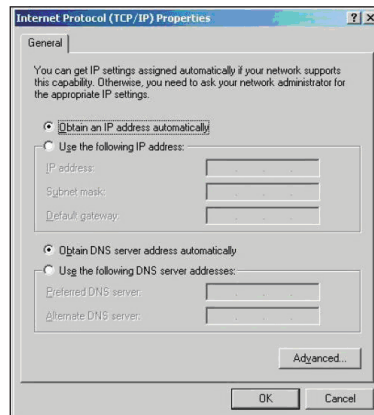 Internet Protocol (TCP/IP) Properties
General
You can get IP settings assigned automatically if your network supports
this capability. Otherwise, you need to ask your network administrator for
the appropriate IP settings.
Obtain an IP address automatically
Use the following IP address:
IP address:
Subnet mask:
Default gateway:
Obtain DNS server address automatically
Use the following DNS server addresses:
Preferred DNS server:
Alternate DNS server:
Advanced...
OK Cancel